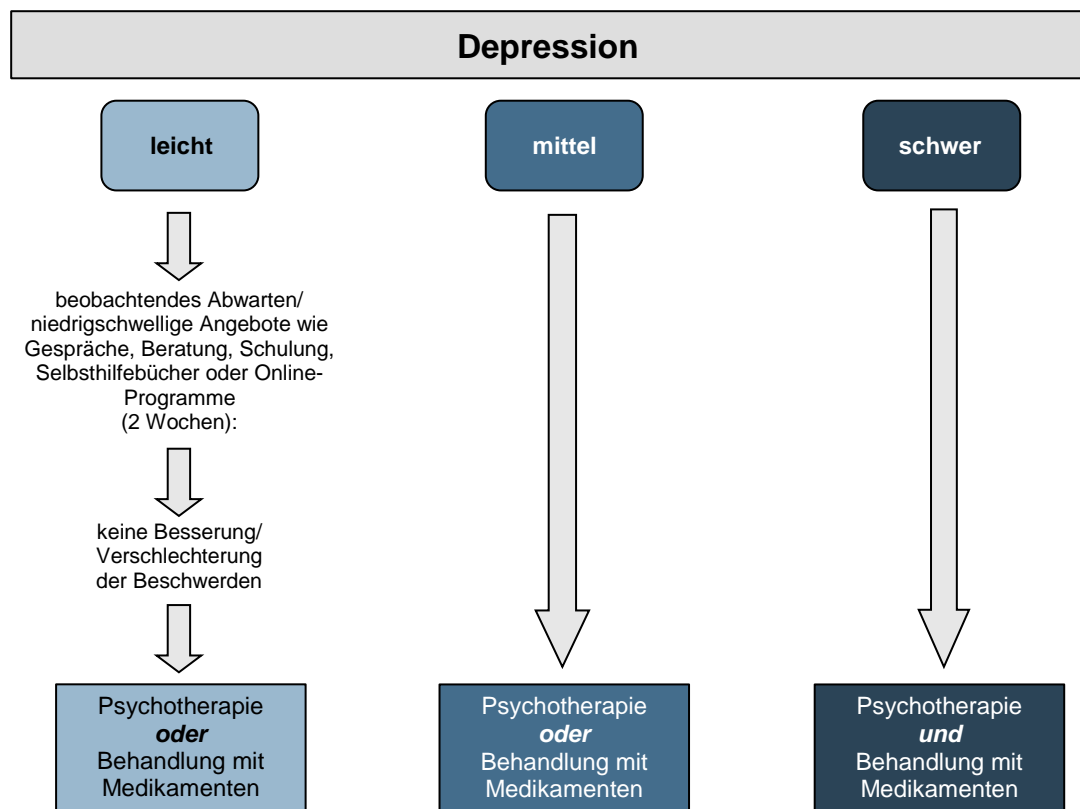 Depression
leicht
mittel
schwer
beobachtendes Abwarten/
niedrigschwellige Angebote wie
Gespräche, Beratung, Schulung,
Selbsthilfebücher oder Online-
Programme
(2 Wochen):
keine Besserung/
Verschlechterung
der Beschwerden
Psychotherapie
oder
Behandlung mit
Medikamenten
Psychotherapie
oder
Behandlung mit
Medikamenten
Psychotherapie
und
Behandlung mit
Medikamenten